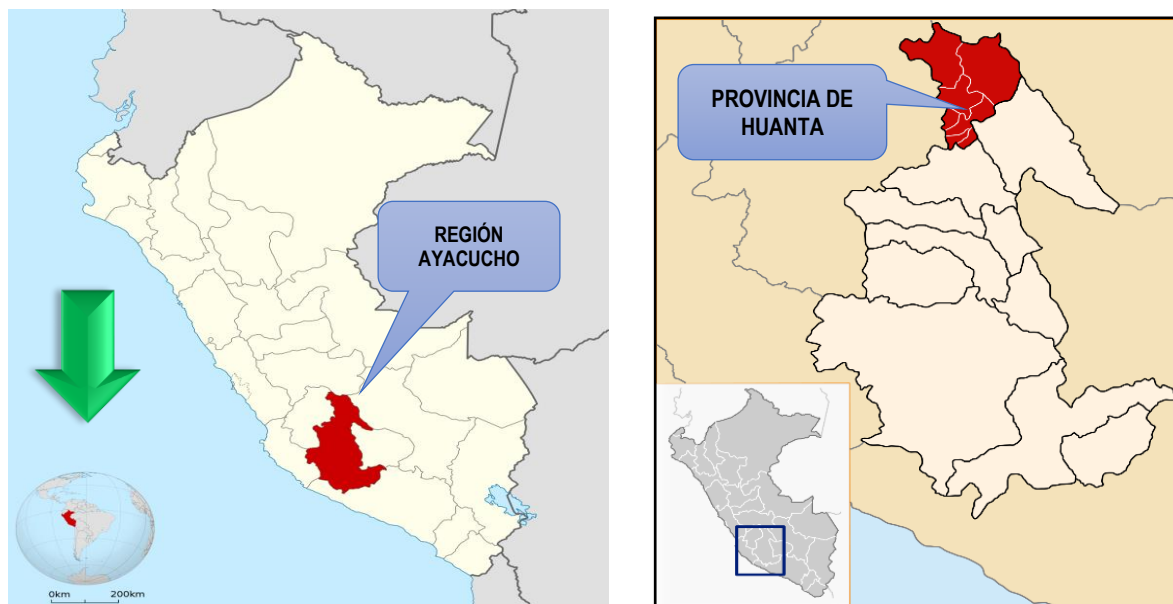 REGIÓN
AYACUCHO
0km 200km
PROVINCIA DE
HUANTA